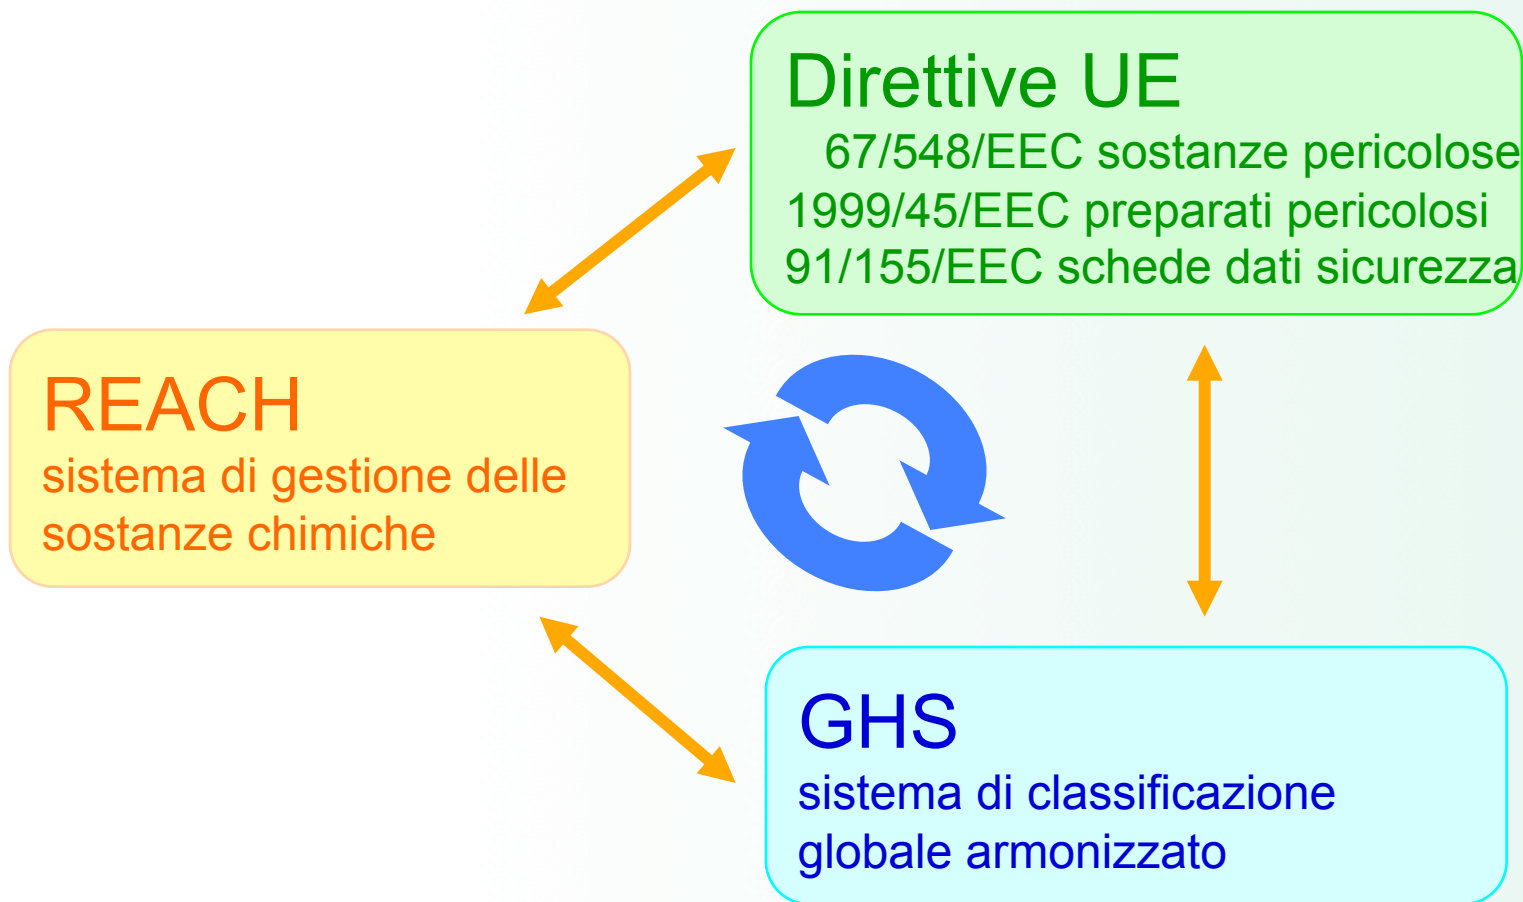 Direttive UE
67/548/EEC sostanze pericolose
1999/45/EEC preparati pericolosi
91/155/EEC schede dati sicurezza
REACH
sistema di gestione delle
sostanze chimiche
GHS
sistema di classificazione
globale armonizzato